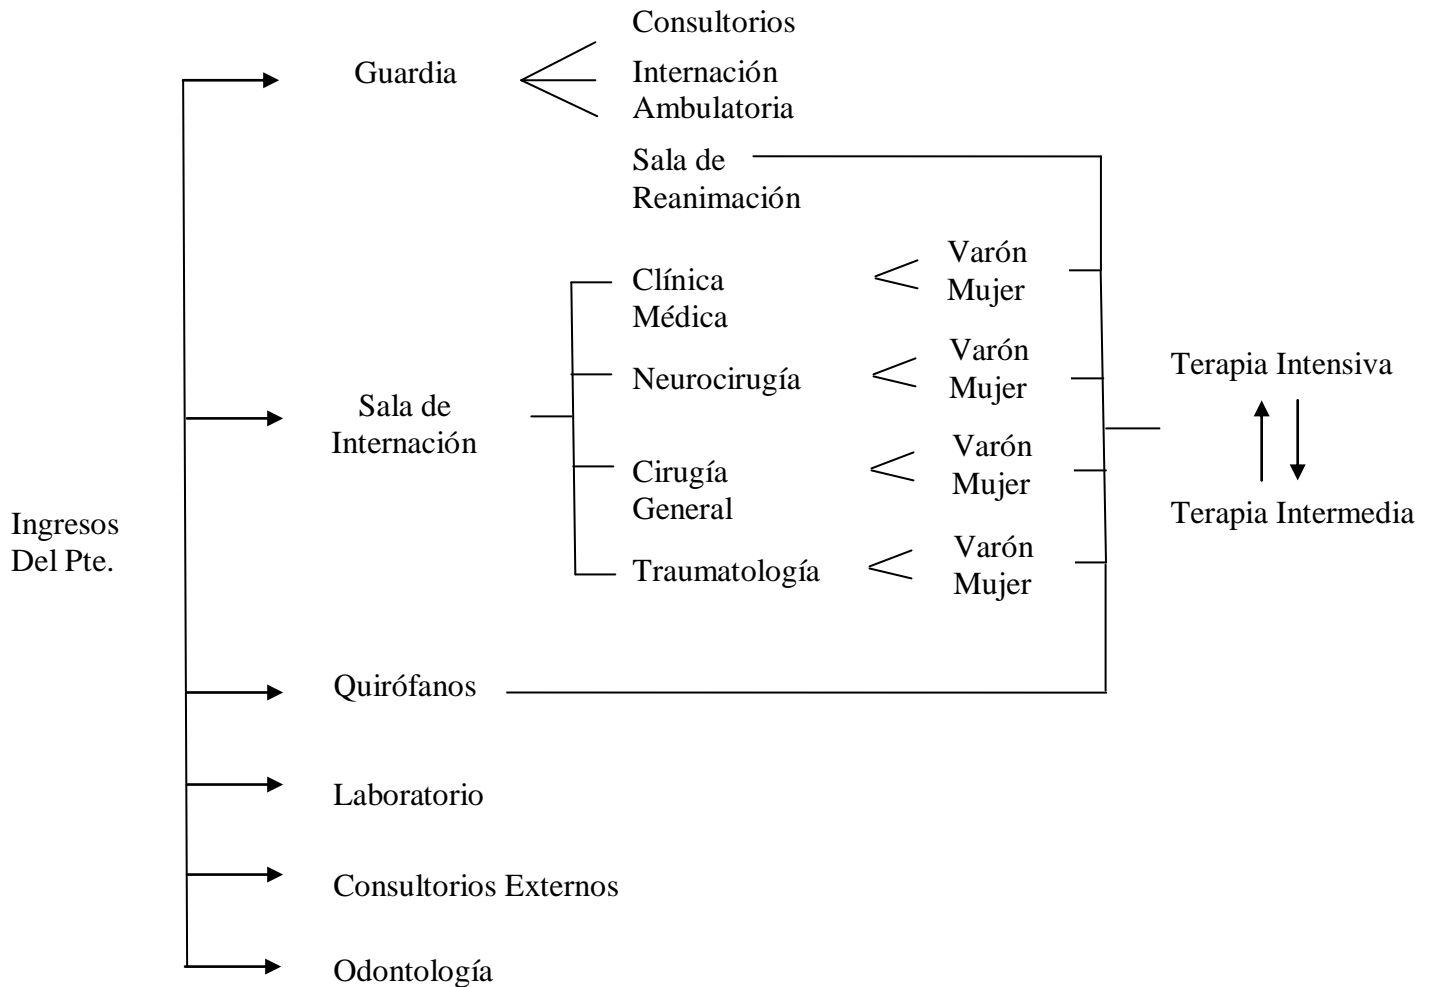 Consultorios
Guardia
Internación
Ambulatoria
Sala de
Reanimación
Clínica
Médica
Varón
Mujer
Neurocirugía
Varón
Mujer
Sala de
Internación
Cirugía
General
Varón
Mujer
Traumatología
Varón
Mujer
Terapia Intensiva
Terapia Intermedia
Ingresos
Del Pte.
Quirófanos
Laboratorio
Consultorios Externos
Odontología